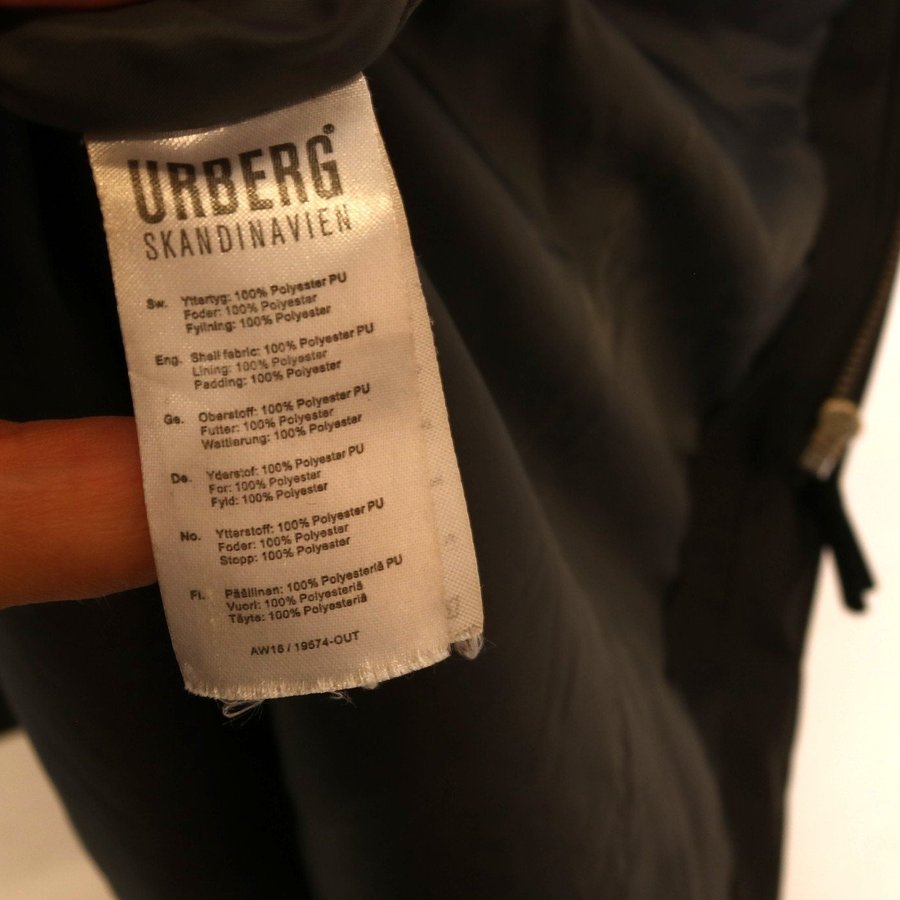 URBERG®
SKANDINAVIEN
Sw. Yttertyg: 100% Polyester PU
Foder: 100% Polyester
Fyllning: 100% Polyester
Eng. Shell fabric: 100% Polyester PU
Lining: 100% Polyester
Padding: 100% Polyester
Ge. Oberstoff: 100% Polyester PU
Futter: 100% Polyester
Wattierung: 100% Polyester
De. Yderstof: 100% Polyester PU
For: 100% Polyester
Fyld: 100% Polyester
No. Ytterstoff: 100% Polyester PU
Foder: 100% Polyester
Stopp: 100% Polyester
Fi. Päällinen: 100% Polyesteriä PU
Vuori: 100% Polyesteriä
Täyte: 100% Polyesteriä
AW16 / 19574-OUT